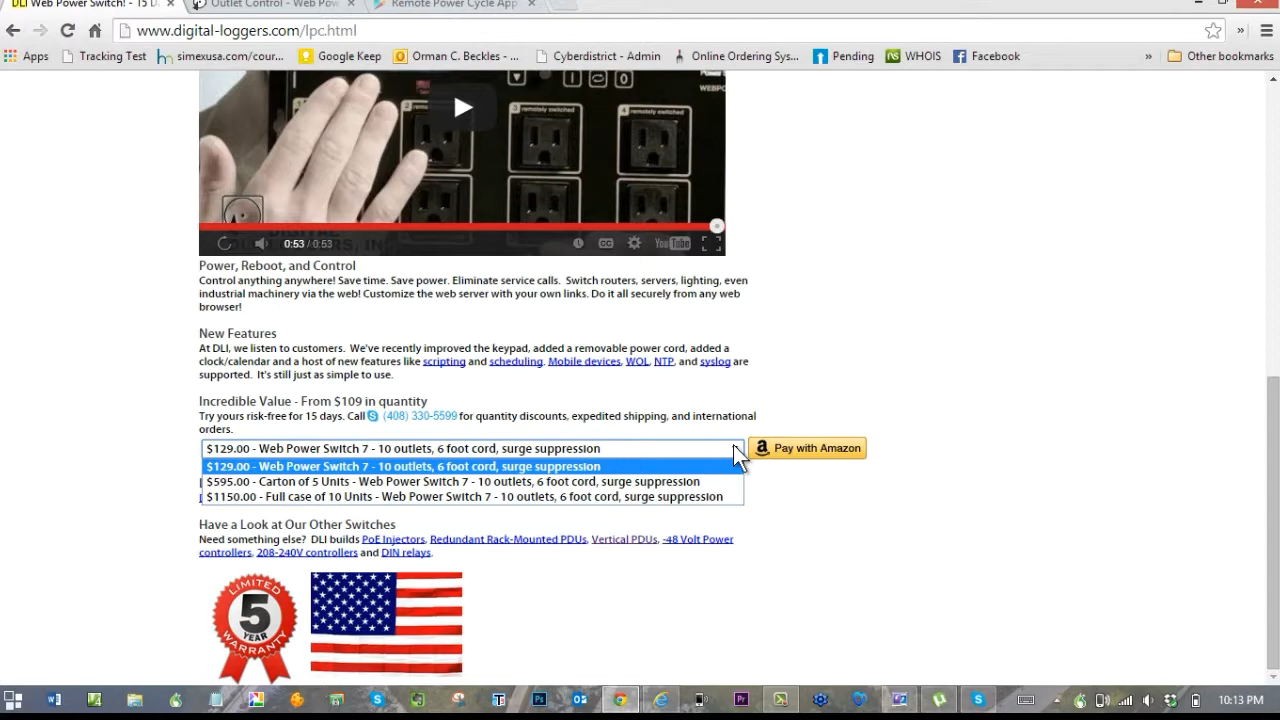 DLI Web Power Switch! - 15 D
Outlet Control - Web Pow
Remote Power Cycle App
www.digital-loggers.com/lpc.html
Apps
Tracking Test
simexusa.com/cour...
Google Keep
Orman C. Beckles - ...
Cyberdistrict - Orman
Online Ordering Sys...
Pending
WHOIS
Facebook
»
Other bookmarks
2 remotely switched
3 remotely switched
4 remotely switched
0:53 / 0:53
CC
YouTube
Power, Reboot, and Control
Control anything anywhere! Save time. Save power. Eliminate service calls. Switch routers, servers, lighting, even
industrial machinery via the web! Customize the web server with your own links. Do it all securely from any web
browser!
New Features
At DLI, we listen to customers. We've recently improved the keypad, added a removable power cord, added a
clock/calendar and a host of new features like scripting and scheduling. Mobile devices, WOL, NTP, and syslog are
supported. It's still just as simple to use.
Incredible Value - From $109 in quantity
Try yours risk-free for 15 days. Call (408) 330-5599 for quantity discounts, expedited shipping, and international
orders.
$129.00 - Web Power Switch 7 - 10 outlets, 6 foot cord, surge suppression
Pay with Amazon
$129.00 - Web Power Switch 7 - 10 outlets, 6 foot cord, surge suppression
$595.00 - Carton of 5 Units - Web Power Switch 7 - 10 outlets, 6 foot cord, surge suppression
$1150.00 - Full case of 10 Units - Web Power Switch 7 - 10 outlets, 6 foot cord, surge suppression
Have a Look at Our Other Switches
Need something else? DLI builds PoE Injectors, Redundant Rack-Mounted PDUs, Vertical PDUs, -48 Volt Power
controllers, 208-240V controllers and DIN relays.
LIMITED
5
YEAR
WARRANTY
10:13 PM